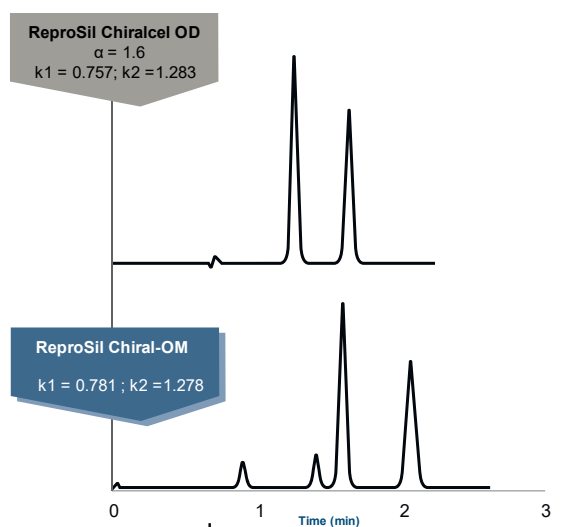 ReproSil Chiralcel OD
α = 1.6
k1 = 0.757; k2 =1.283
ReproSil Chiral-OM
k1 = 0.781 ; k2 =1.278
0 1 2 3
Time (min)